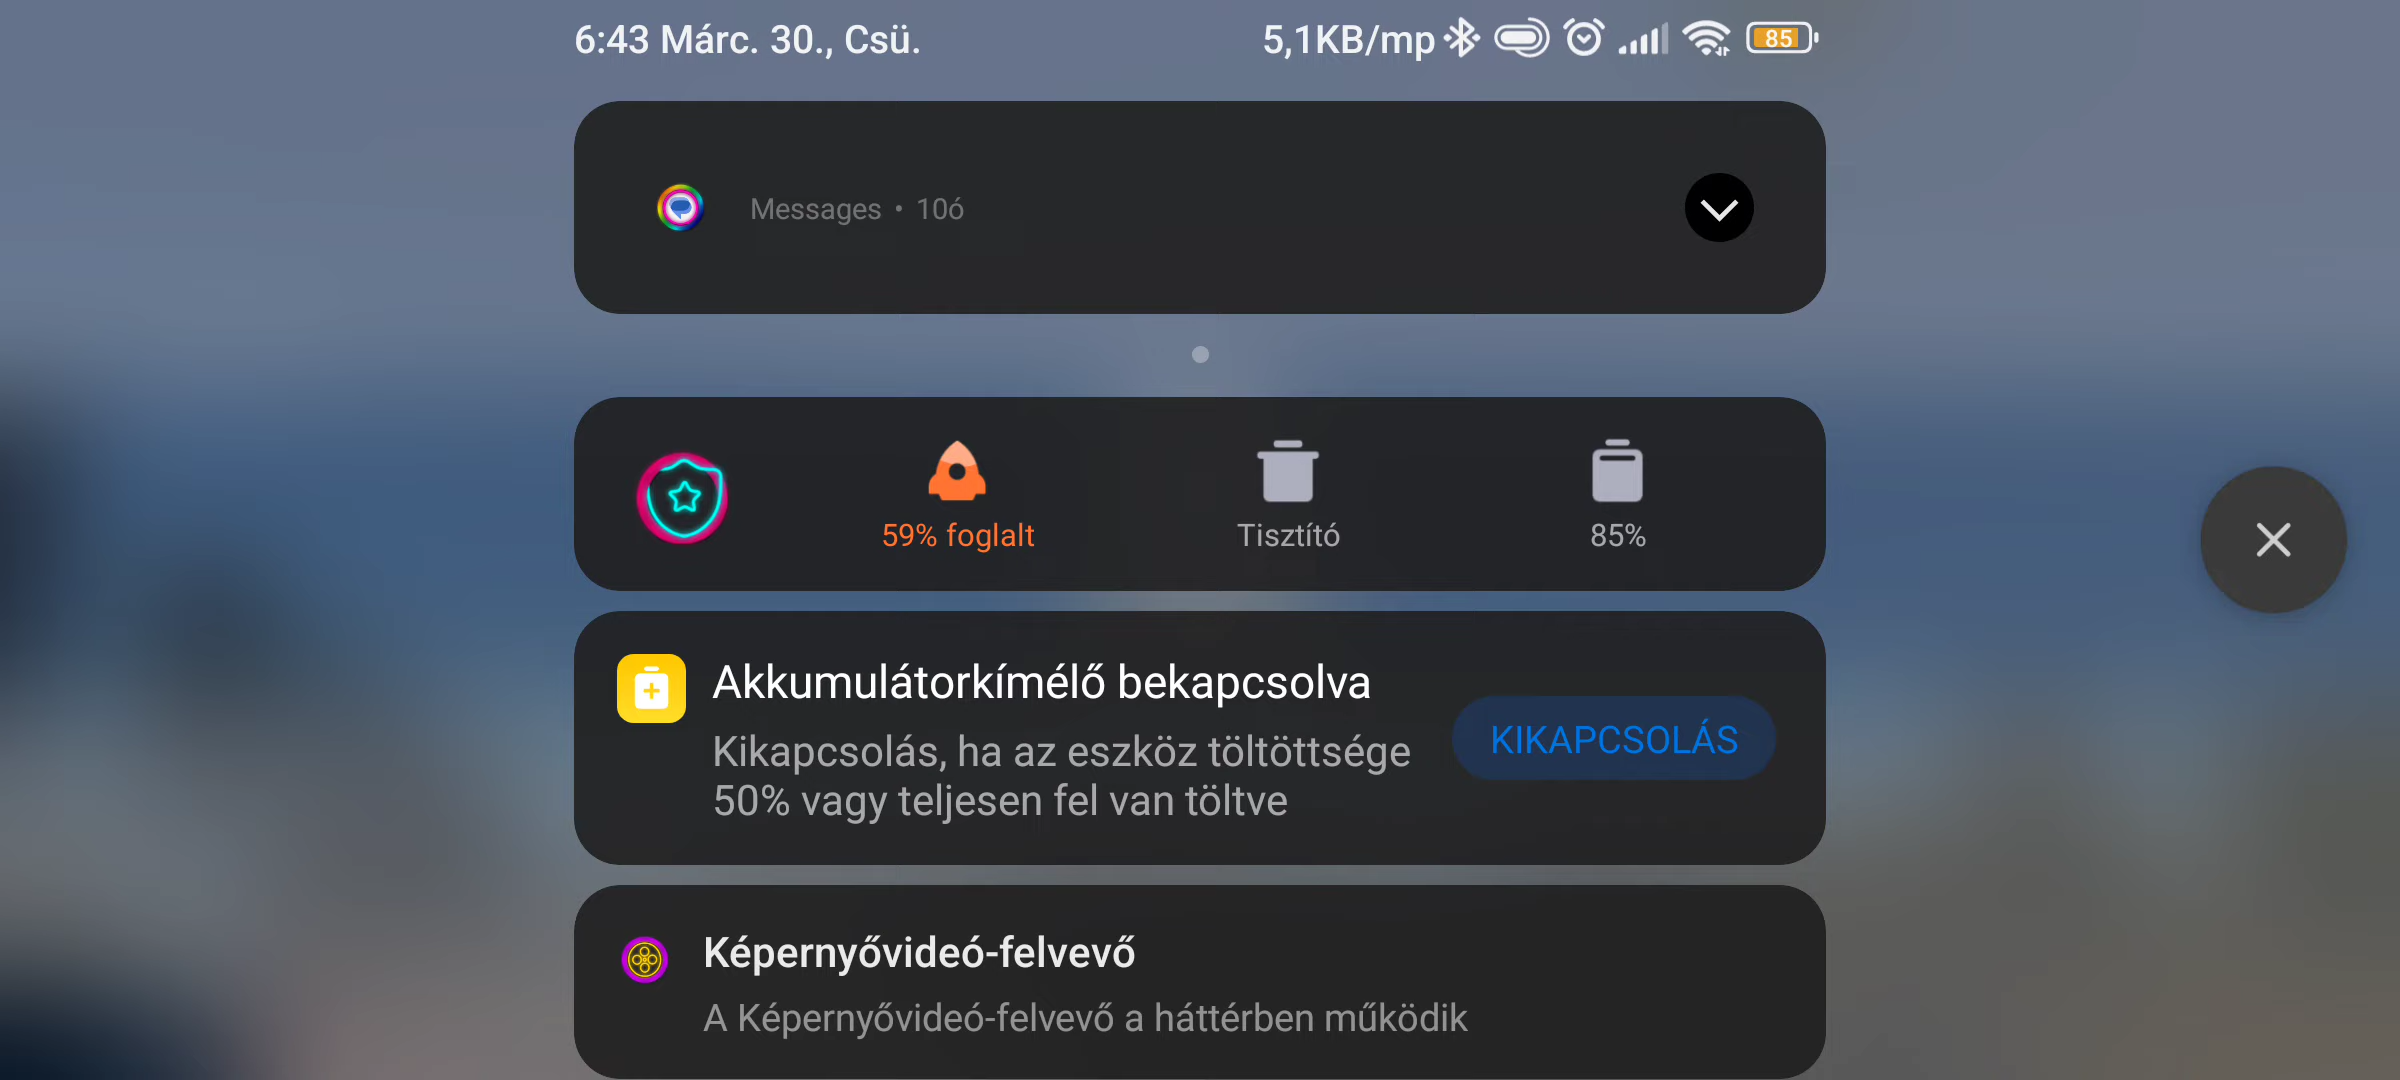 6:43 Márc. 30., Csü.
5,1KB/mp
85
Messages • 10ó
59% foglalt
Tisztító
85%
Akkumulátorkímélő bekapcsolva
Kikapcsolás, ha az eszköz töltöttsége
50% vagy teljesen fel van töltve
KIKAPCSOLÁS
Képernyővideó-felvevő
A Képernyővideó-felvevő a háttérben működik